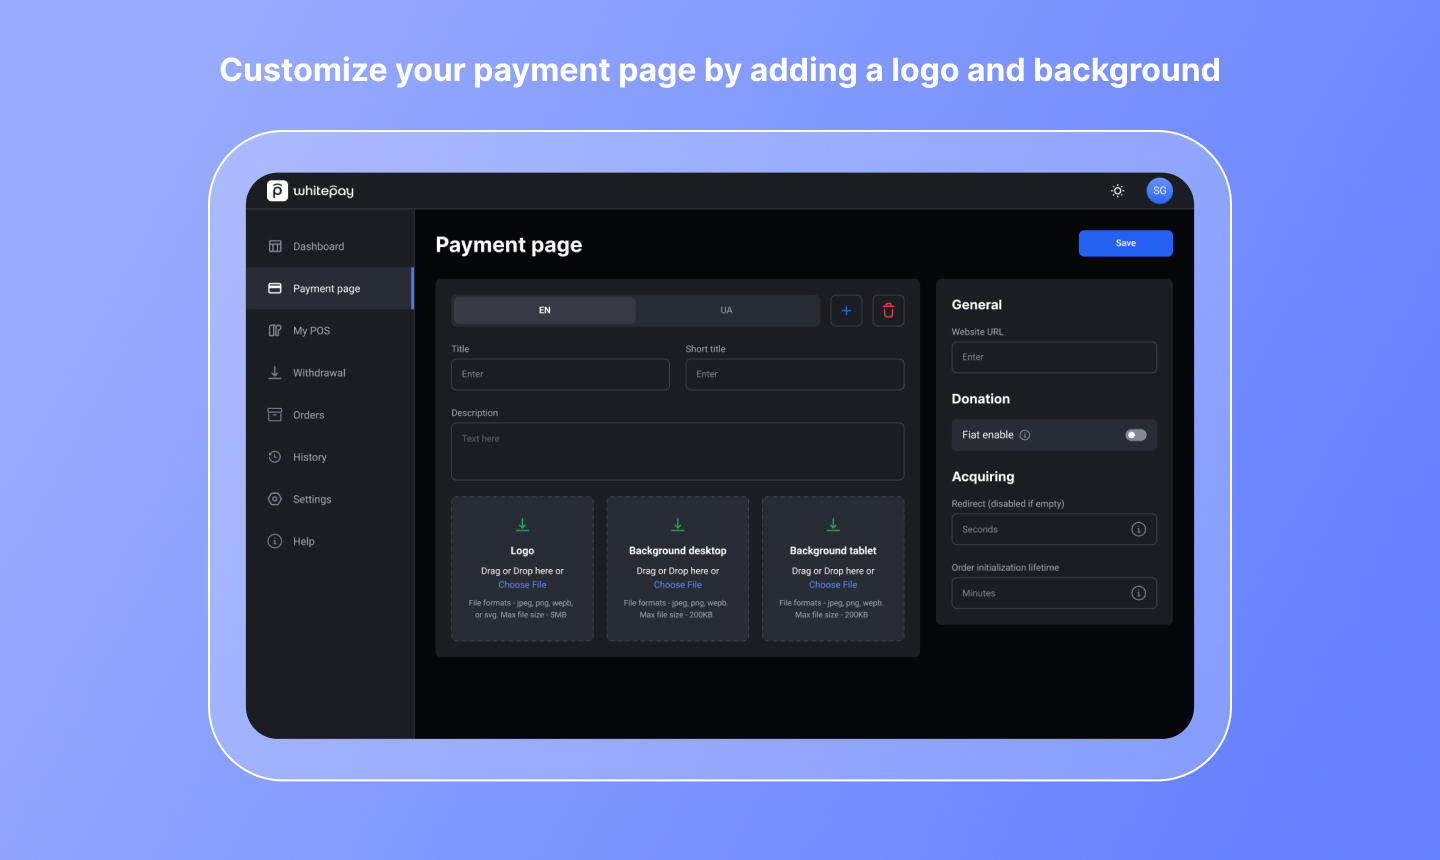 Customize your payment page by adding a logo and background
whitepay
SG
Dashboard
Payment page
My POS
Withdrawal
Orders
History
Settings
Help
Payment page
Save
EN
UA
Title
Short title
Enter
Enter
Description
Text here
Logo
Drag or Drop here or
Choose File
File formats - jpeg, png, wepb,
or svg. Max file size - 5MB
Background desktop
Drag or Drop here or
Choose File
File formats - jpeg, png, wepb.
Max file size - 200KB
Background tablet
Drag or Drop here or
Choose File
File formats - jpeg, png, wepb.
Max file size - 200KB
General
Website URL
Enter
Donation
Fiat enable
Acquiring
Redirect (disabled if empty)
Seconds
Order initialization lifetime
Minutes